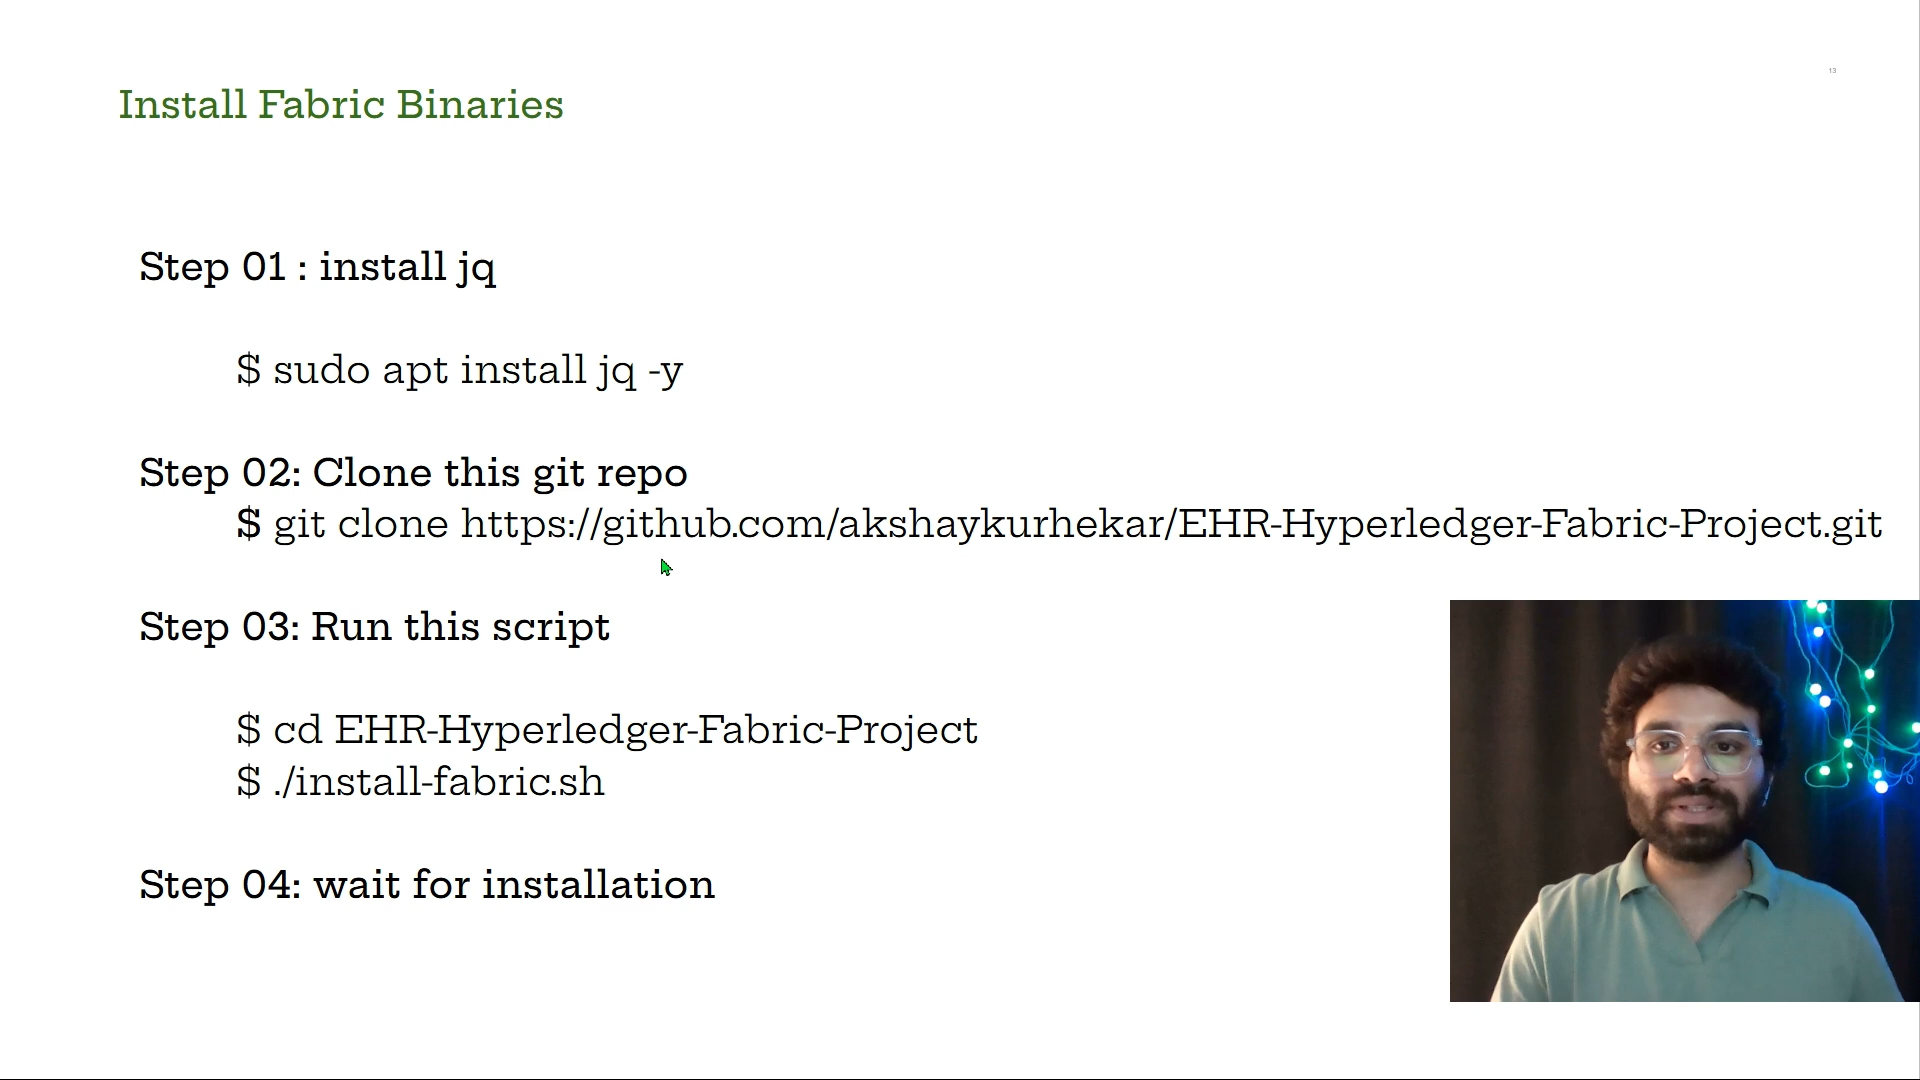 13
Install Fabric Binaries
Step 01 : install jq
$ sudo apt install jq -y
Step 02: Clone this git repo
$ git clone https://github.com/akshaykurhekar/EHR-Hyperledger-Fabric-Project.git
Step 03: Run this script
$ cd EHR-Hyperledger-Fabric-Project
$ ./install-fabric.sh
Step 04: wait for installation